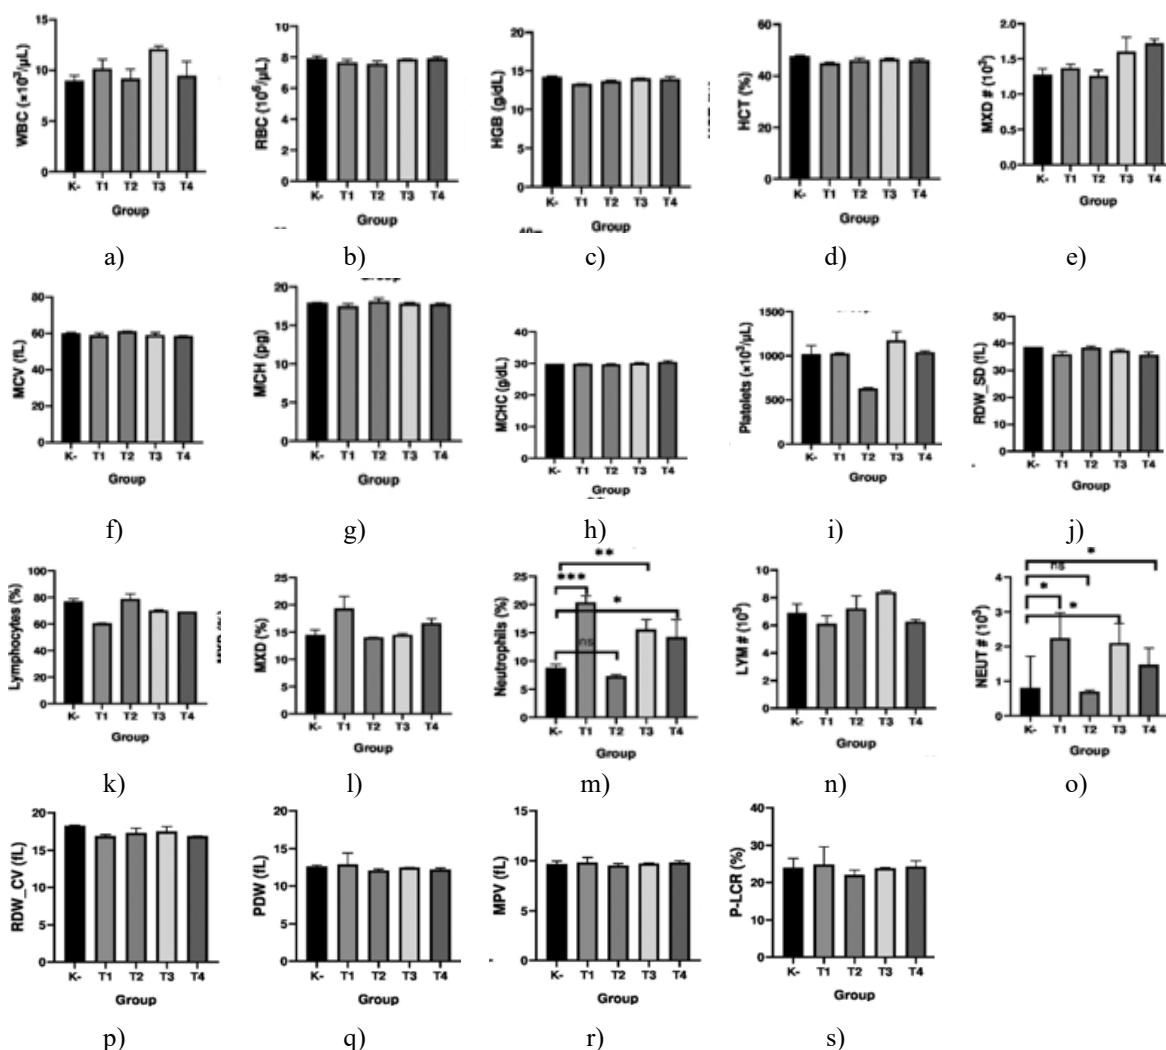 WBC (×10³/µL)
15
10
5
0
K- T1 T2 T3 T4
Group
a)
RBC (10⁶/µL)
10
8
6
4
2
0
K- T1 T2 T3 T4
Group
b)
HGB (g/dL)
20
15
10
5
0
K- T1 T2 T3 T4
Group
c)
HCT (%)
60
40
20
0
K- T1 T2 T3 T4
Group
d)
MXD # (10³)
2.0
1.5
1.0
0.5
0.0
K- T1 T2 T3 T4
Group
e)
MCV (fL)
80
60
40
20
0
K- T1 T2 T3 T4
Group
f)
MCH (pg)
20
15
10
5
0
K- T1 T2 T3 T4
Group
g)
MCHC (g/dL)
40
30
20
10
0
K- T1 T2 T3 T4
Group
h)
Platelets (×10³/µL)
1500
1000
500
0
K- T1 T2 T3 T4
Group
i)
RDW_SD (fL)
50
40
30
20
10
0
K- T1 T2 T3 T4
Group
j)
Lymphocytes (%)
100
80
60
40
20
0
K- T1 T2 T3 T4
Group
k)
MXD (%)
25
20
15
10
5
0
K- T1 T2 T3 T4
Group
l)
Neutrophils (%)
25
20
15
10
5
0
**
***
*
ns
K- T1 T2 T3 T4
Group
m)
LYM # (10³)
10
8
6
4
2
0
K- T1 T2 T3 T4
Group
n)
NEUT # (10³)
4
3
2
1
0
*
ns
*
*
K- T1 T2 T3 T4
Group
o)
RDW_CV (fL)
20
15
10
5
0
K- T1 T2 T3 T4
Group
p)
PDW (fL)
20
15
10
5
0
K- T1 T2 T3 T4
Group
q)
MPV (fL)
15
10
5
0
K- T1 T2 T3 T4
Group
r)
P-LCR (%)
40
30
20
10
0
K- T1 T2 T3 T4
Group
s)